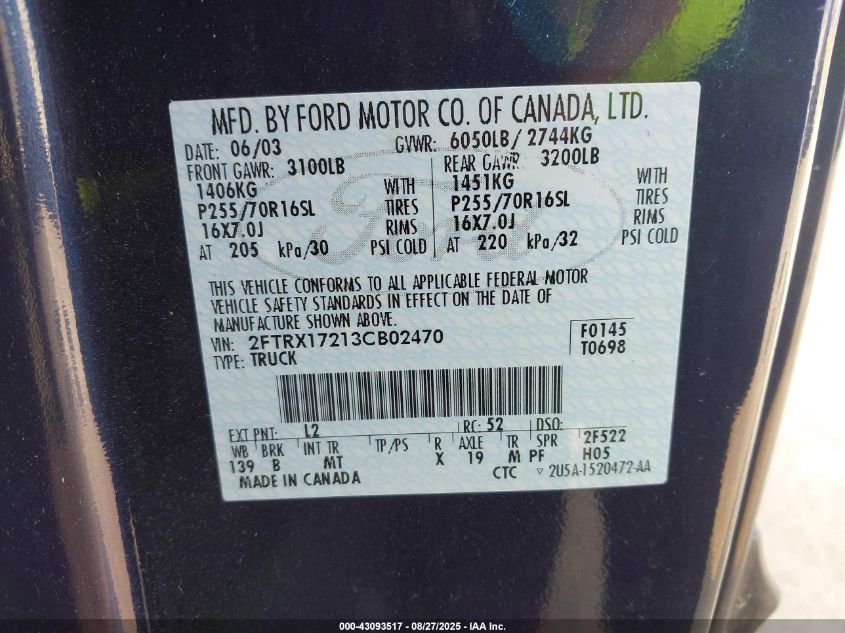 MFD. BY FORD MOTOR CO. OF CANADA, LTD.
DATE: 06/03 GVWR: 6050LB/ 2744KG
FRONT GAWR: 3100LB REAR GAWR: 3200LB
1406KG WITH 1451KG WITH
P255/70R16SL TIRES P255/70R16SL TIRES
16X7.0J RIMS 16X7.0J RIMS
AT 205 kPa/30 PSI COLD AT 220 kPa/32 PSI COLD
Ford
THIS VEHICLE CONFORMS TO ALL APPLICABLE FEDERAL MOTOR
VEHICLE SAFETY STANDARDS IN EFFECT ON THE DATE OF
MANUFACTURE SHOWN ABOVE.
VIN: 2FTRX17213CB02470 F0145
TYPE: TRUCK T0698
EXT PNT: L2 RC: 52 DSO:
WB BRK INT TR TP/PS R AXLE TR SPR 2F522
139 B MT X 19 M PF H05
MADE IN CANADA CTC 2U5A-1520472-AA
000-43093517 - 08/27/2025 - IAA Inc.